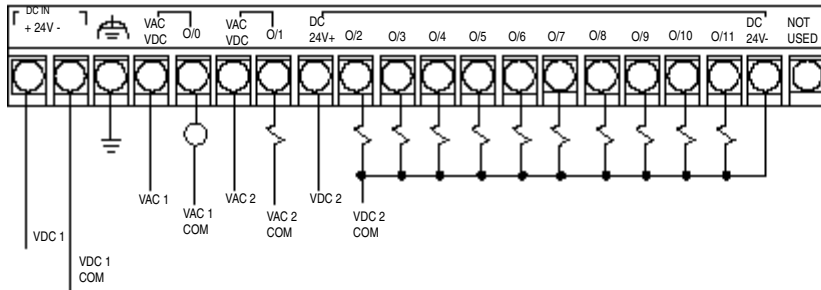 DC IN
+ 24V -
VAC
VDC
O/0
VAC
VDC
O/1
DC
24V+
O/2
O/3
O/4
O/5
O/6
O/7
O/8
O/9
O/10
O/11
DC
24V-
NOT
USED
VAC 1
VAC 1
COM
VAC 2
VAC 2
COM
VDC 2
VDC 2
COM
VDC 1
VDC 1
COM